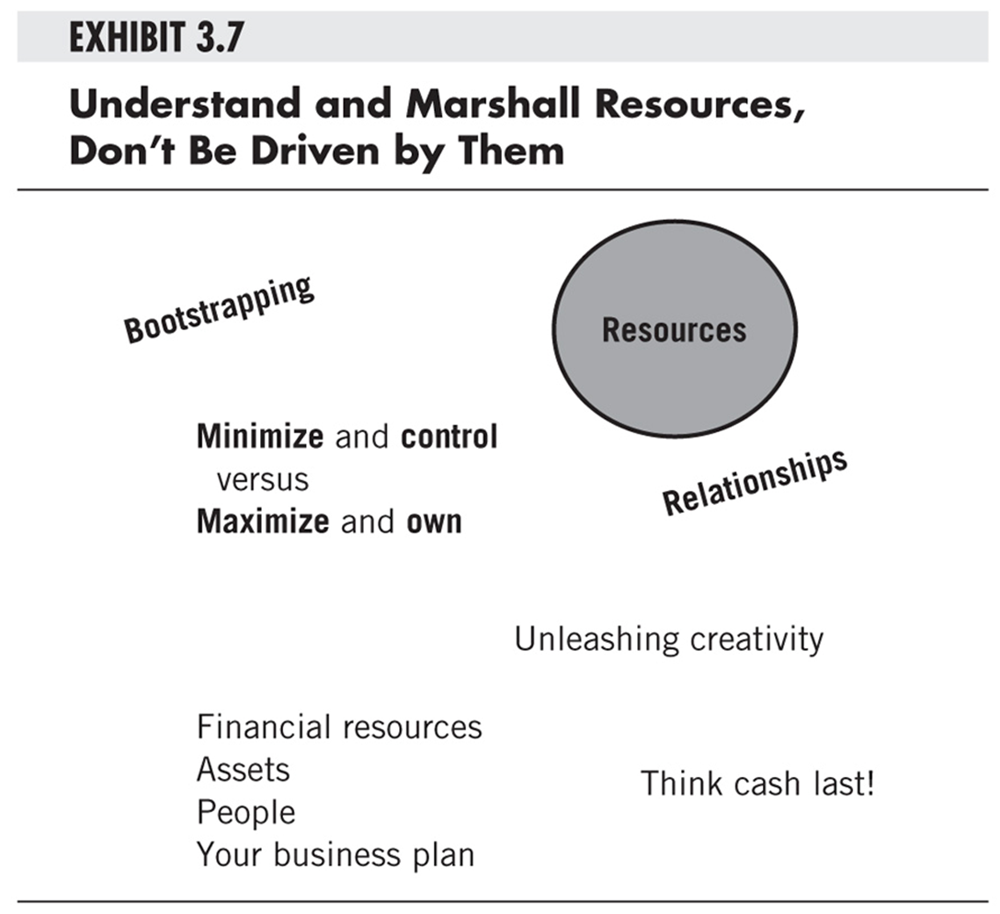 EXHIBIT 3.7
Understand and Marshall Resources,
Don’t Be Driven by Them
Bootstrapping
Resources
Minimize and control
versus
Maximize and own
Relationships
Unleashing creativity
Financial resources
Assets
People
Your business plan
Think cash last!